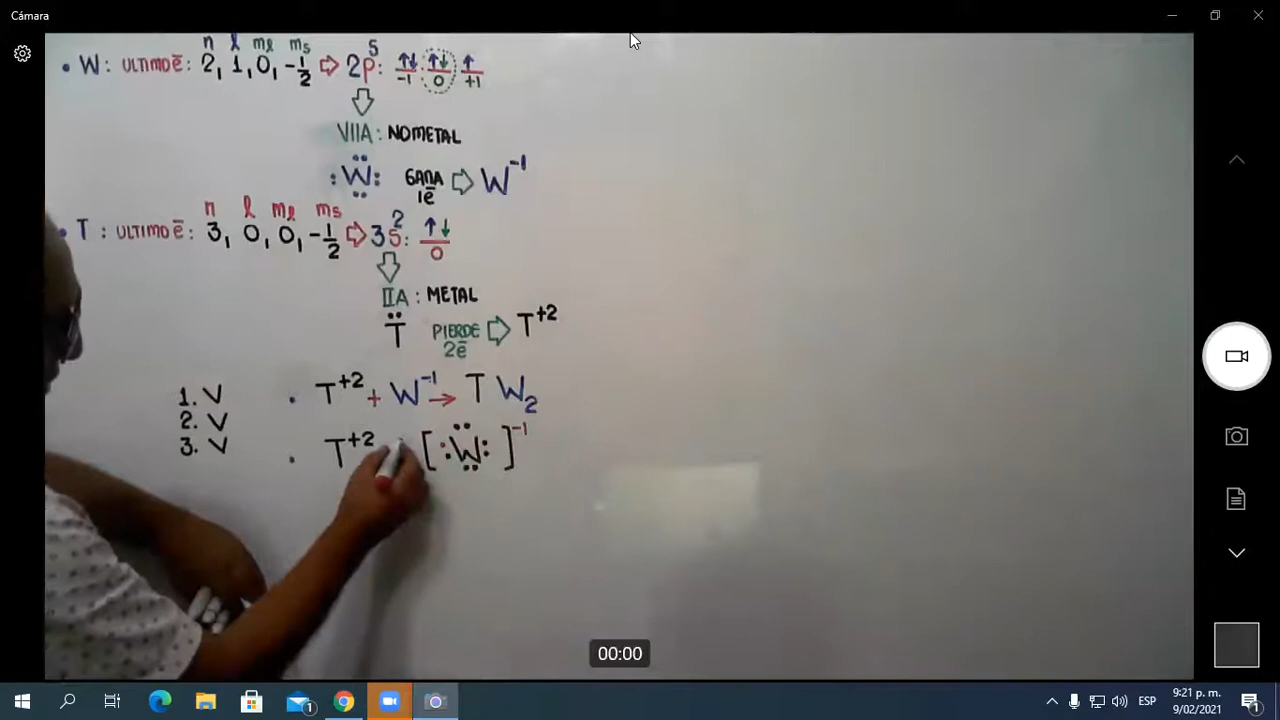 Cámara
n l ml ms
• W: ULTIMO ē: 2, 1, 0, -1/2 ⇒ 2p⁵: ↑↓ ↑↓ ↑
-1 0 +1
VIIA: NOMETAL
:W: GANA 1ē ⇒ W⁻¹
n l ml ms
• T: ULTIMO ē: 3, 0, 0, -1/2 ⇒ 3s²: ↑↓
0
IIA: METAL
T PIERDE 2ē ⇒ T⁺²
1. V • T⁺² + W⁻¹ → T W₂
2. V
3. V • T⁺² [:W:]⁻¹
00:00
1
ESP
9:21 p. m.
9/02/2021
1